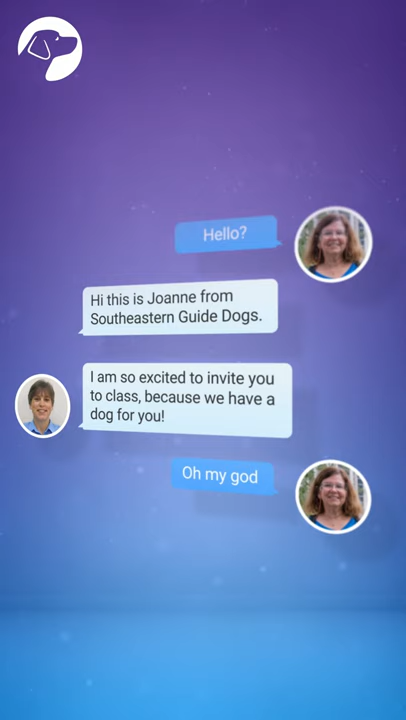 Hello?
Hi this is Joanne from
Southeastern Guide Dogs.
I am so excited to invite you
to class, because we have a
dog for you!
Oh my god